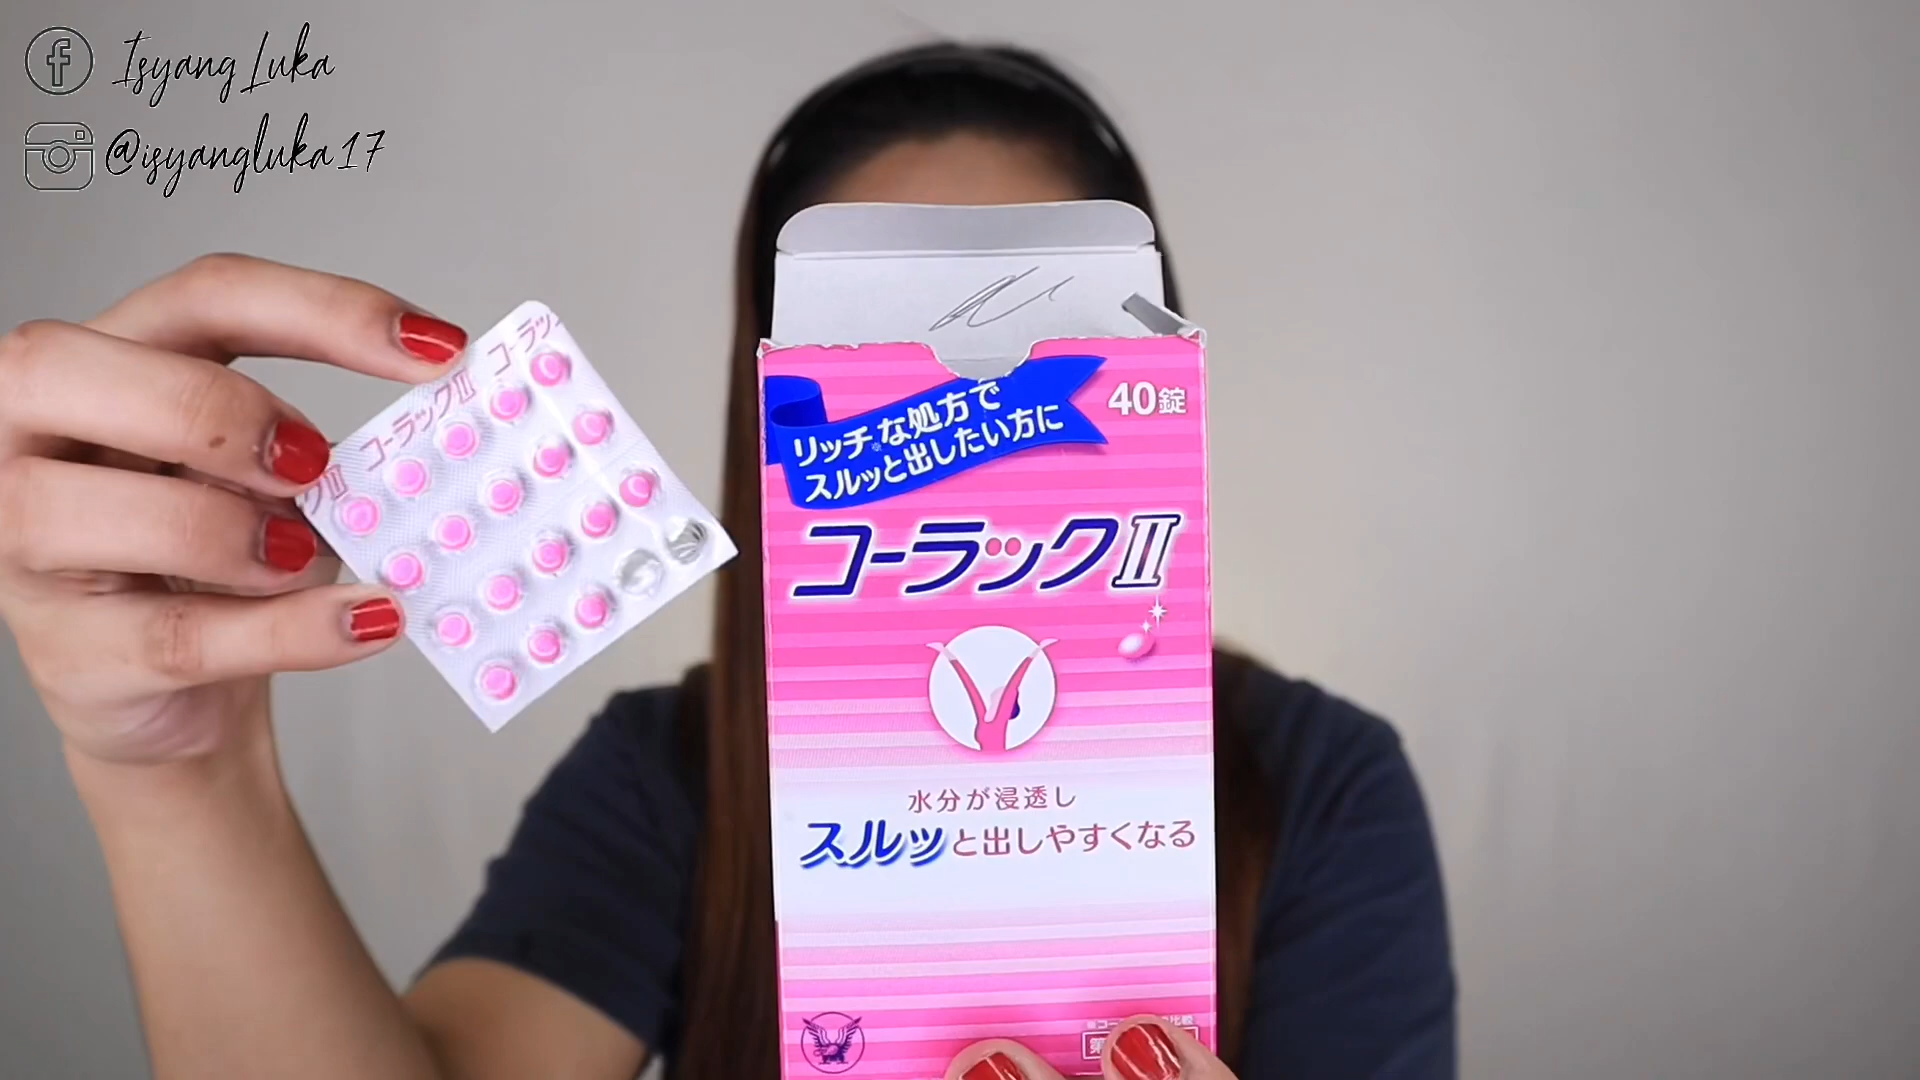 Isyang Luka
@isyangluka17
コーラックII
コーラッ
リッチ※な処方で
スルッと出したい方に
40錠
コーラックII
水分が浸透し
スルッと出しやすくなる
第